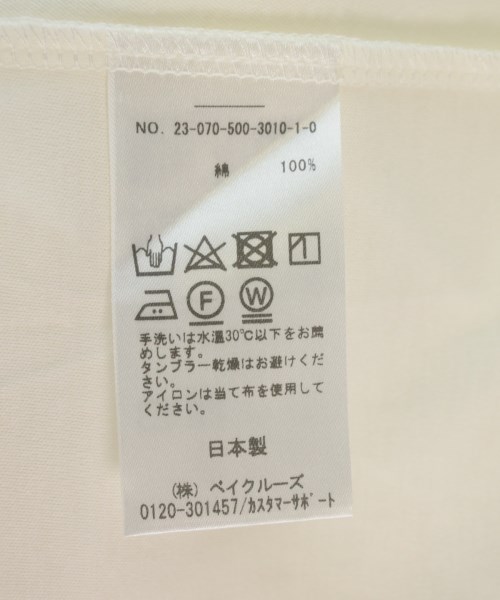 NO. 23-070-500-3010-1-0
綿 100%
F W
手洗いは水温30℃以下をお薦
めします。
タンブラー乾燥はお避けくだ
さい。
アイロンは当て布を使用して
ください。
日本製
(株) ベイクルーズ
0120-301457/カスタマーサポート